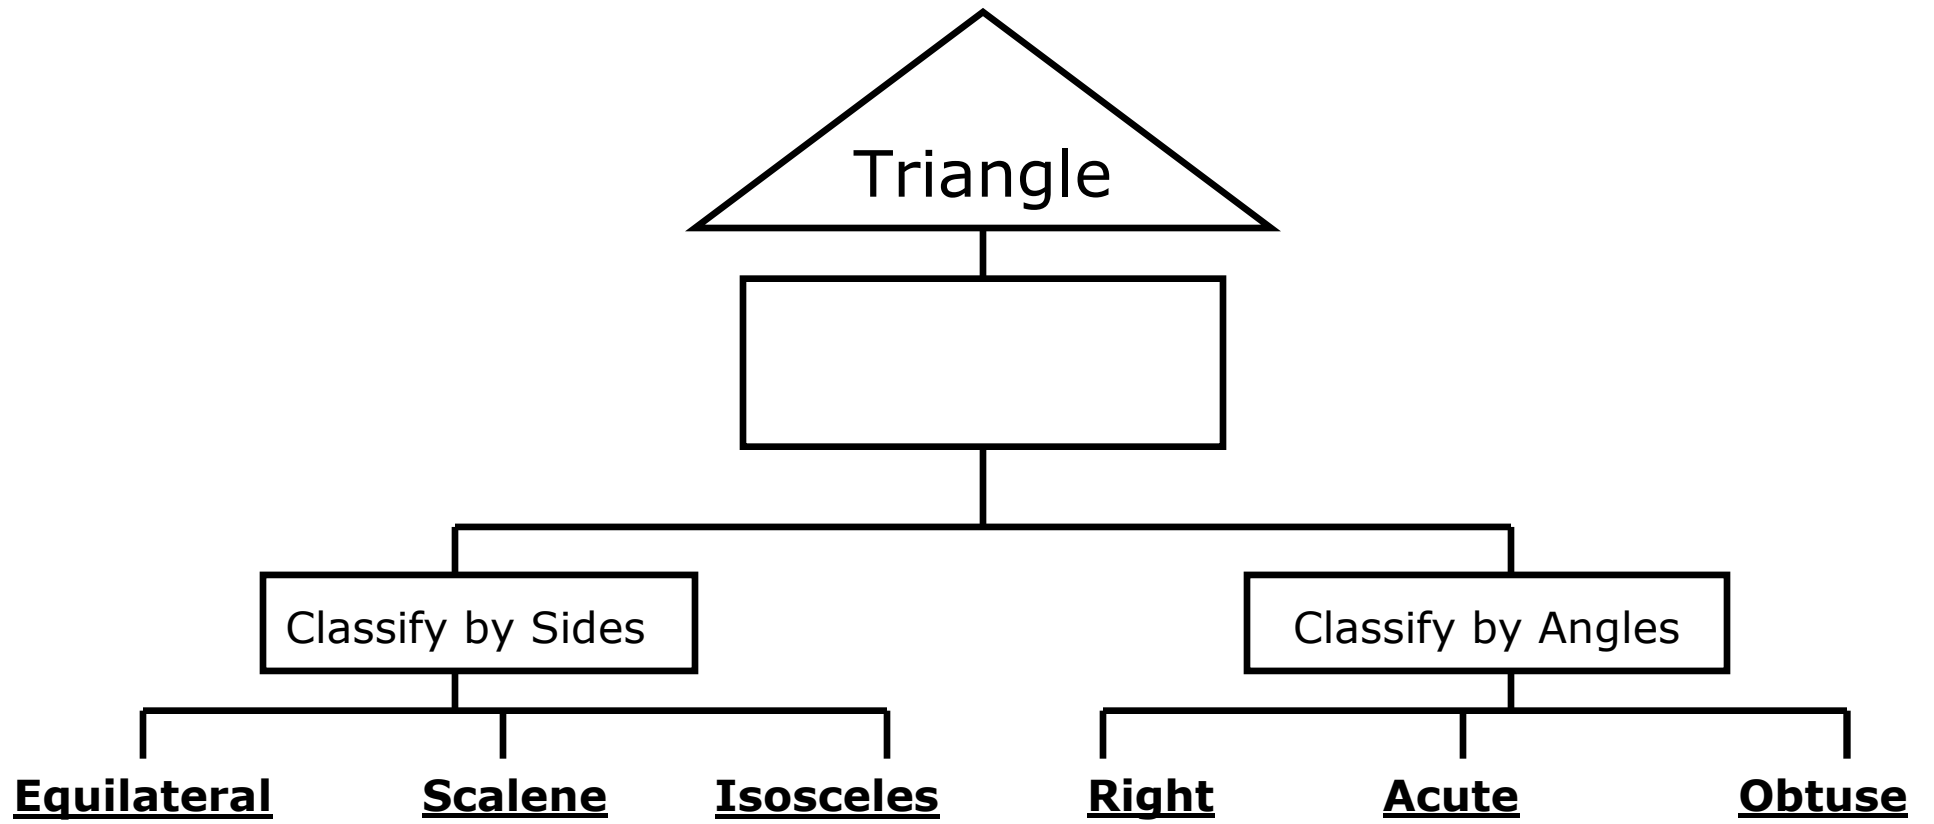 Triangle
Classify by Sides
Classify by Angles
Equilateral
Scalene
Isosceles
Right
Acute
Obtuse